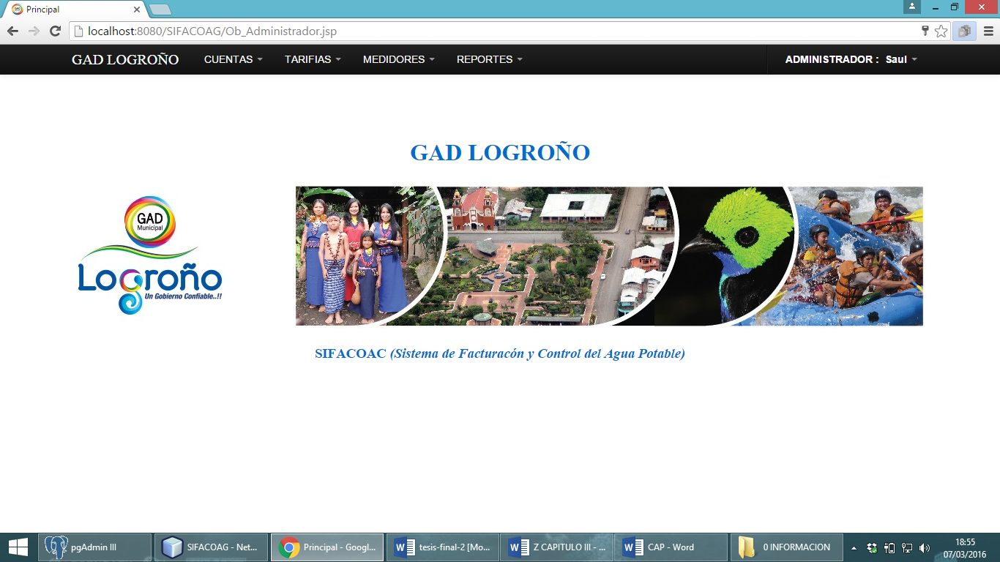 Principal
localhost:8080/SIFACOAG/Ob_Administrador.jsp
GAD LOGROÑO CUENTAS TARIFIAS MEDIDORES REPORTES ADMINISTRADOR : Saul
GAD LOGROÑO
GAD
Municipal
Logroño
Un Gobierno Confiable..!!
SIFACOAC (Sistema de Facturacón y Control del Agua Potable)
pgAdmin III
SIFACOAG - Net...
Principal - Googl...
tesis-final-2 [Mo...
Z CAPITULO III - ...
CAP - Word
0 INFORMACION
18:55
07/03/2016